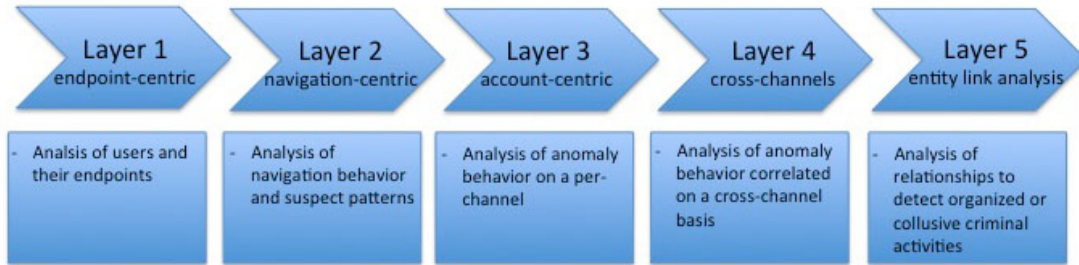 Layer 1
endpoint-centric
Layer 2
navigation-centric
Layer 3
account-centric
Layer 4
cross-channels
Layer 5
entity link analysis
- Analsis of users and
their endpoints
- Analysis of
navigation behavior
and suspect patterns
- Analysis of anomaly
behavior on a per-
channel
- Analysis of anomaly
behavior correlated
on a cross-channel
basis
- Analysis of
relationships to
detect organized or
collusive criminal
activities